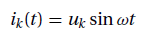 i_k(t) = u_k sin ωt